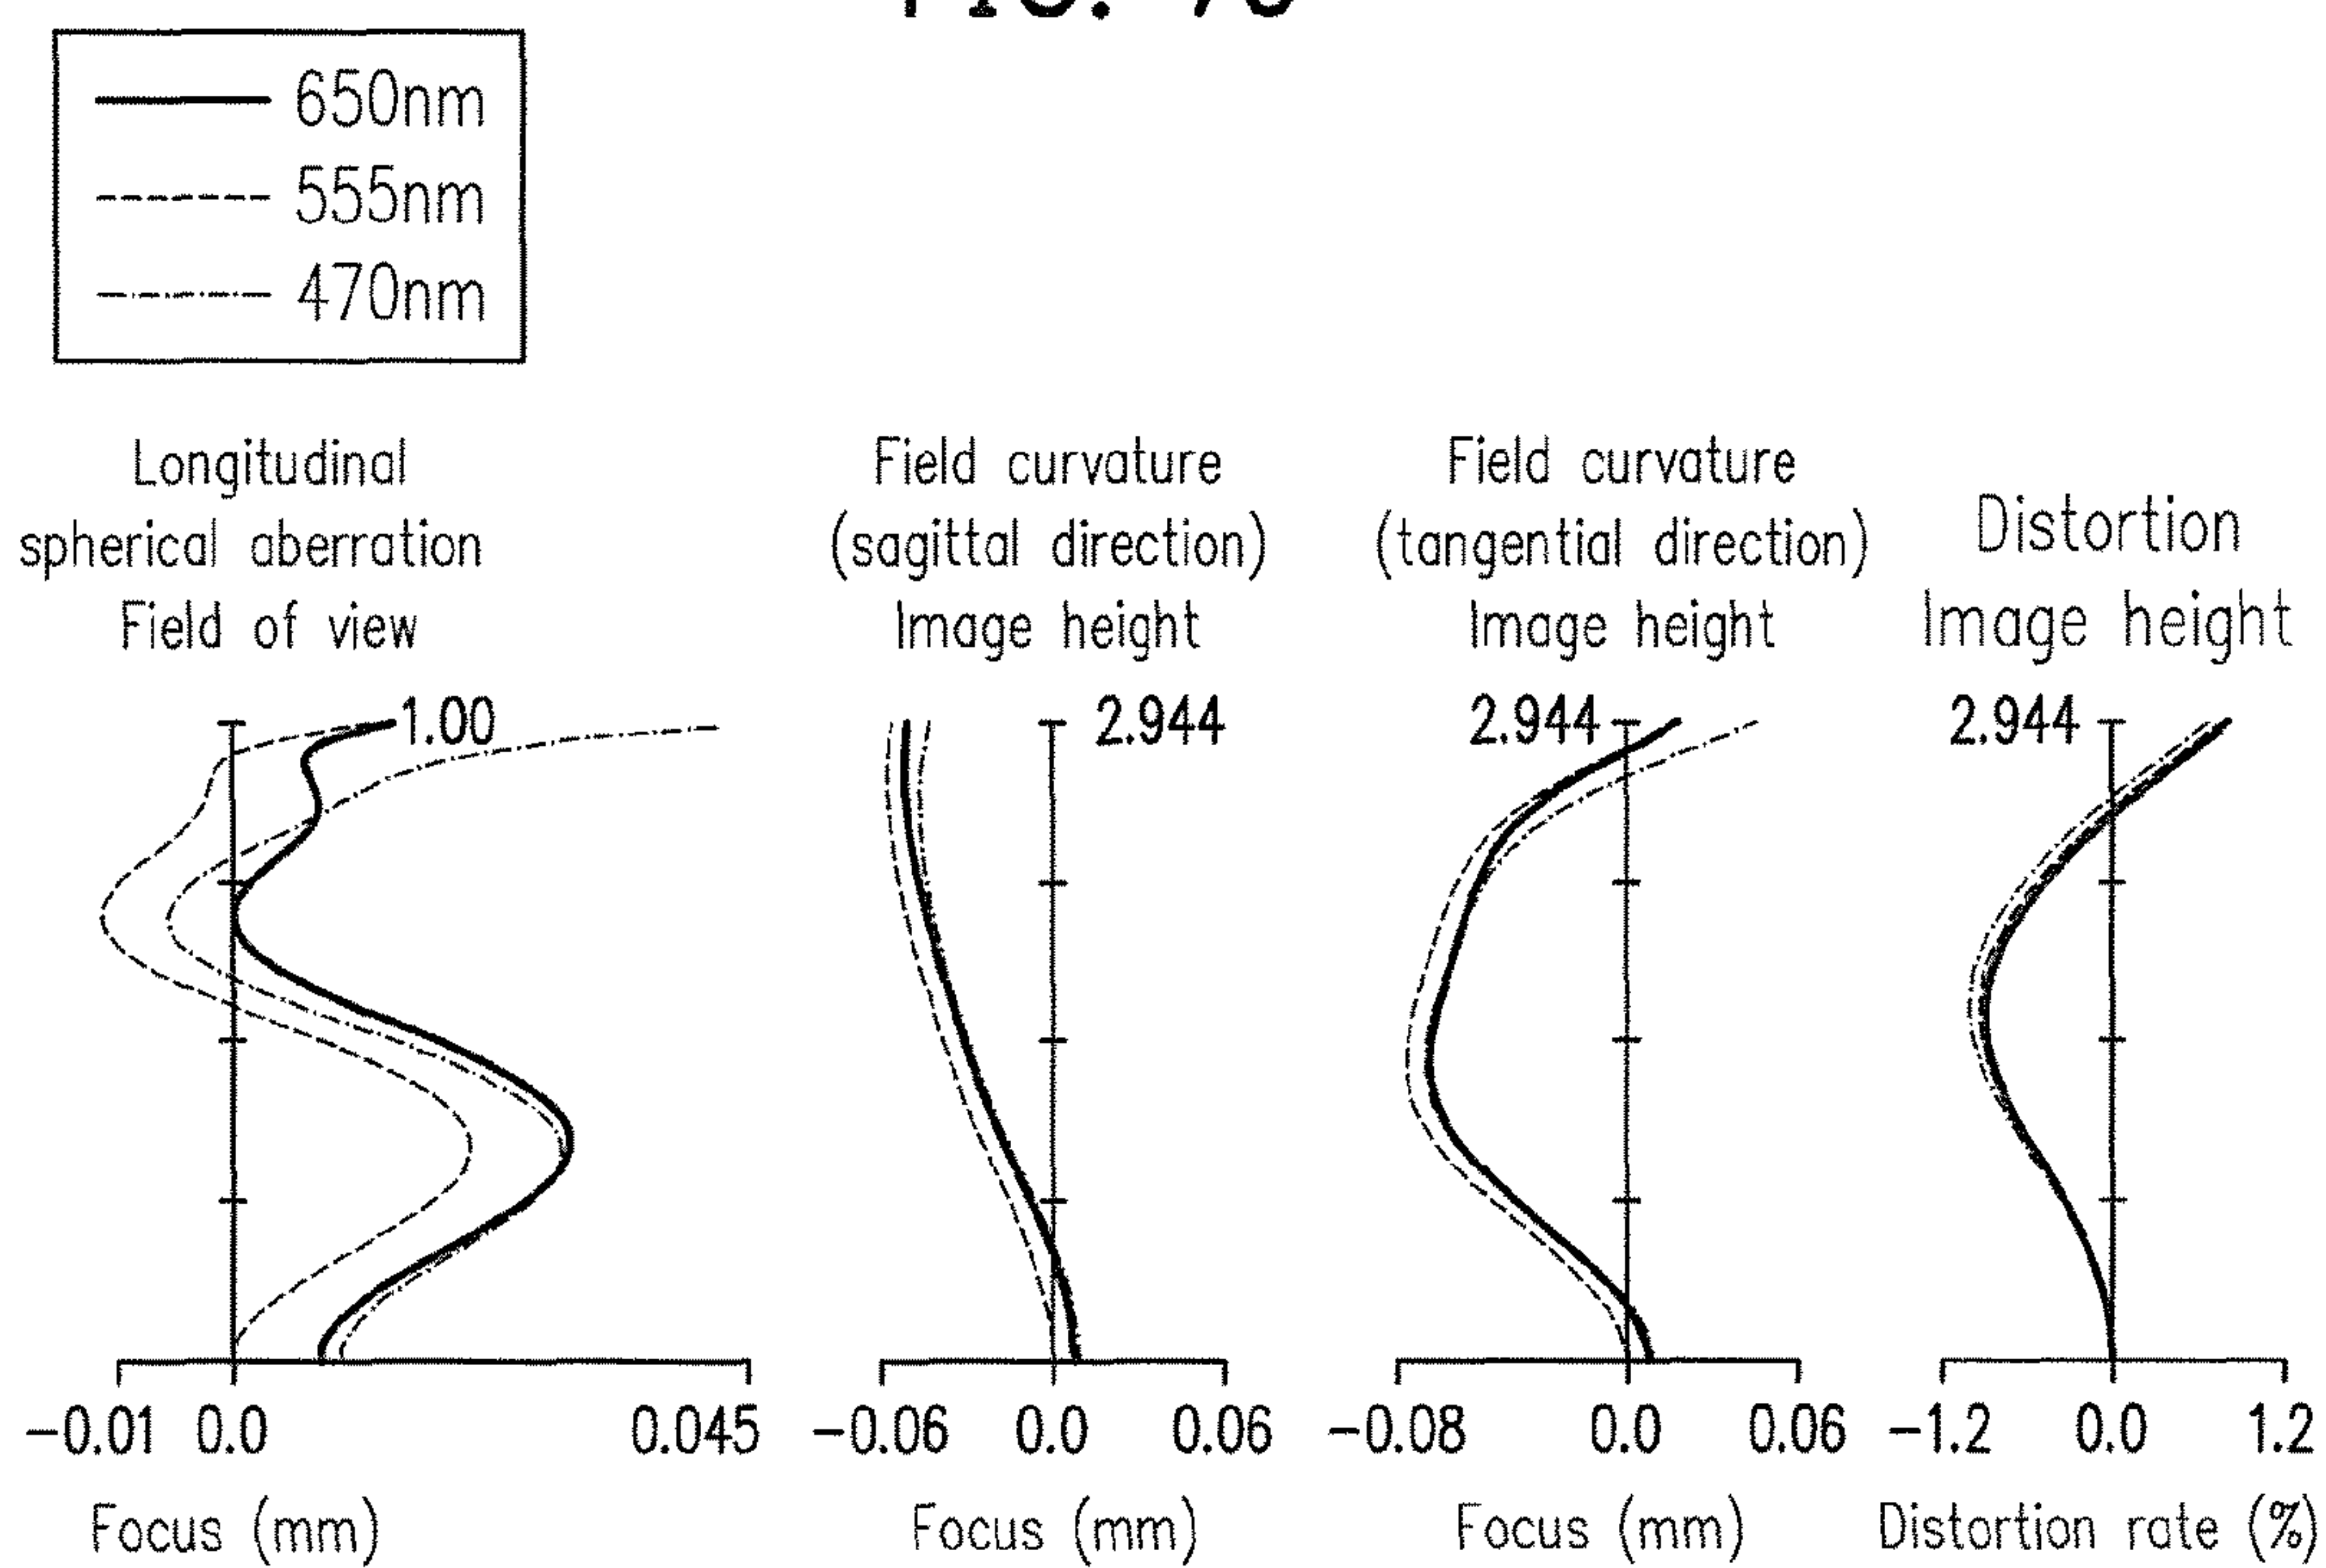 650nm
555nm
470nm
Longitudinal
spherical aberration
Field of view
Field curvature
(sagittal direction)
Image height
Field curvature
(tangential direction)
Image height
Distortion
Image height
1.00
2.944
2.944
2.944
-0.01 0.0 0.045
-0.06 0.0 0.06
-0.08 0.0 0.06
-1.2 0.0 1.2
Focus (mm)
Focus (mm)
Focus (mm)
Distortion rate (%)